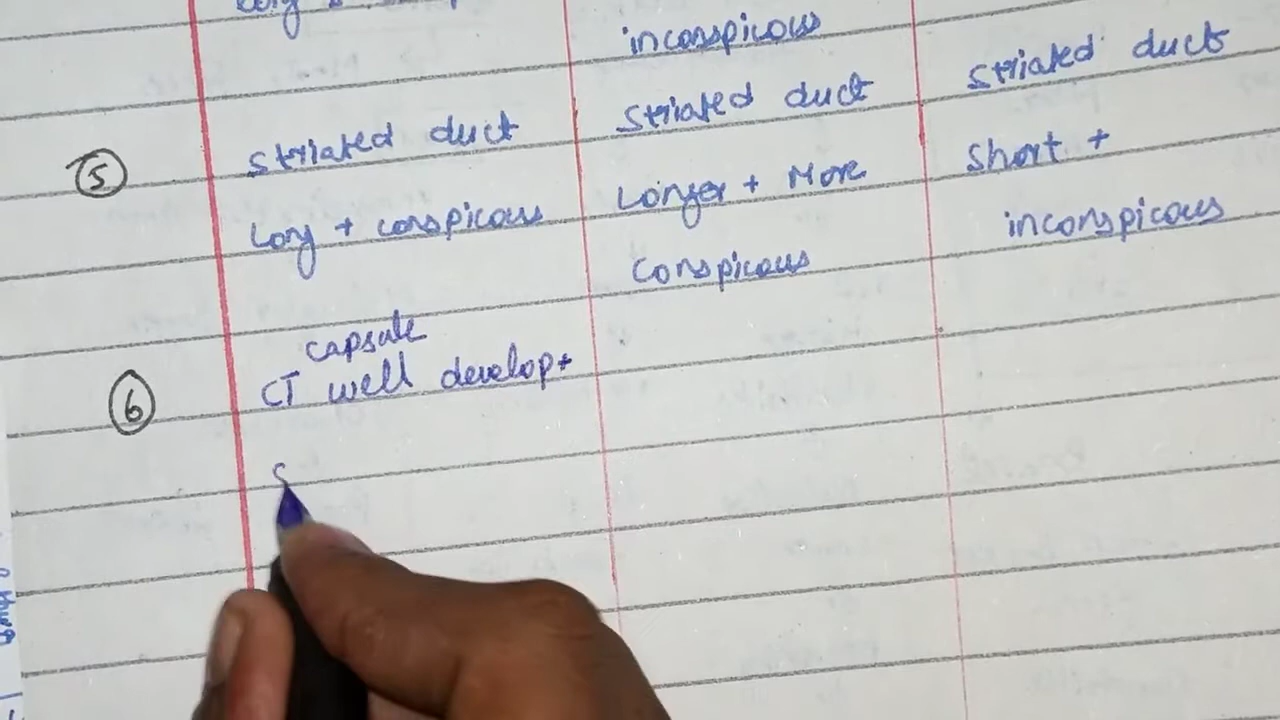 inconspicous
⑤ Striated duct
Long + conspicous
Striated duct
Longer + More
Conspicous
Striated duct
Short +
inconspicous
⑥ capsule
CT well develop+
S